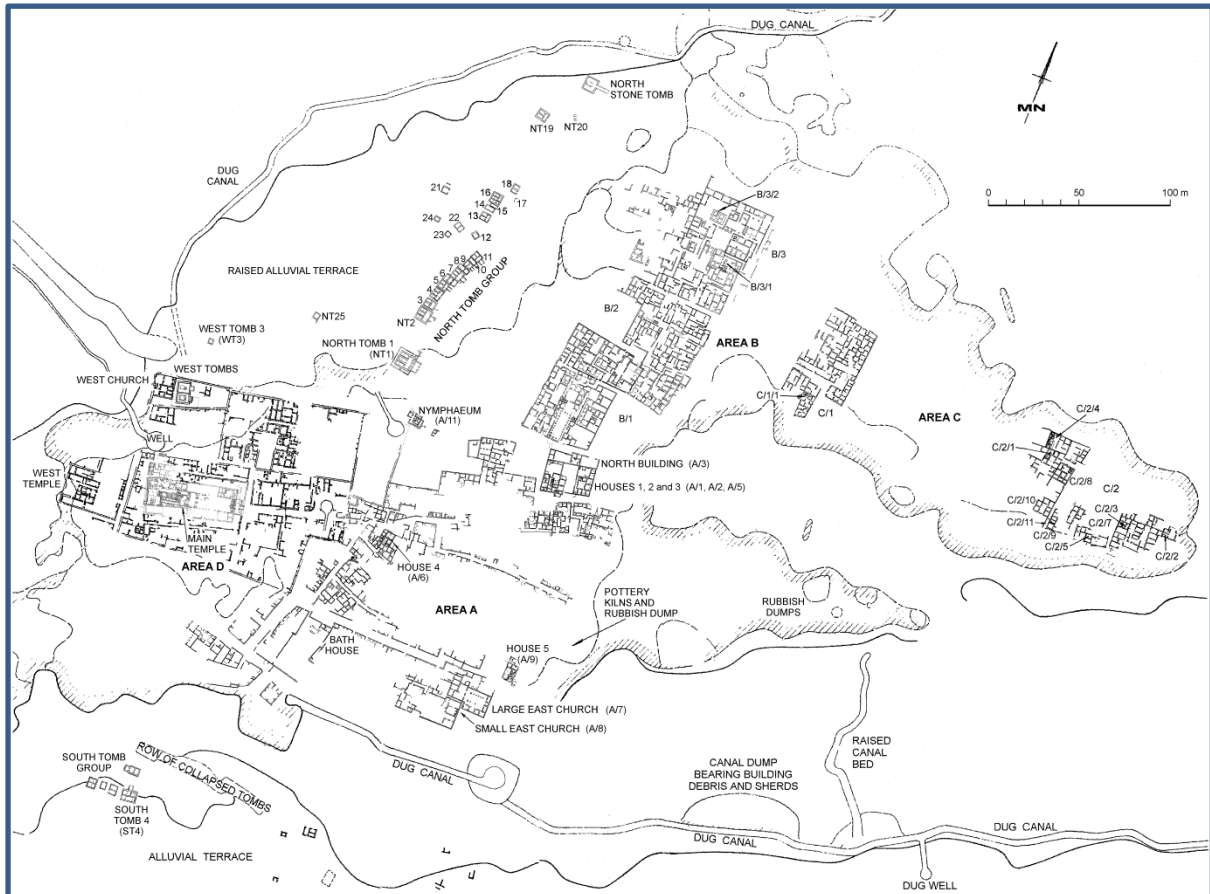 DUG CANAL
NORTH
STONE TOMB
MN
NT19
NT20
0 50 100 m
DUG
CANAL
21
18
16
17
14
15
13
24
22
23
12
B/3/2
B/3
B/3/1
RAISED ALLUVIAL TERRACE
11
9
8
10
7
6
5
4
3
NT2
NORTH TOMB GROUP
NT25
B/2
AREA B
WEST TOMB 3
(WT3)
NORTH TOMB 1
(NT1)
WEST TOMBS
WEST CHURCH
NYMPHAEUM
(A/11)
B/1
C/1/1
C/1
AREA C
C/2/4
C/2/1
WELL
WEST
TEMPLE
NORTH BUILDING (A/3)
HOUSES 1, 2 and 3 (A/1, A/2, A/5)
C/2/8
C/2
C/2/10
C/2/3
C/2/11
C/2/7
C/2/9
C/2/5
C/2/2
MAIN
TEMPLE
AREA D
HOUSE 4
(A/6)
AREA A
POTTERY
KILNS AND
RUBBISH DUMP
RUBBISH
DUMPS
BATH
HOUSE
HOUSE 5
(A/9)
LARGE EAST CHURCH (A/7)
SMALL EAST CHURCH (A/8)
SOUTH TOMB
GROUP
ROW OF COLLAPSED TOMBS
DUG CANAL
CANAL DUMP
BEARING BUILDING
DEBRIS AND SHERDS
RAISED
CANAL
BED
SOUTH
TOMB 4
(ST4)
DUG CANAL
DUG CANAL
ALLUVIAL TERRACE
DUG WELL